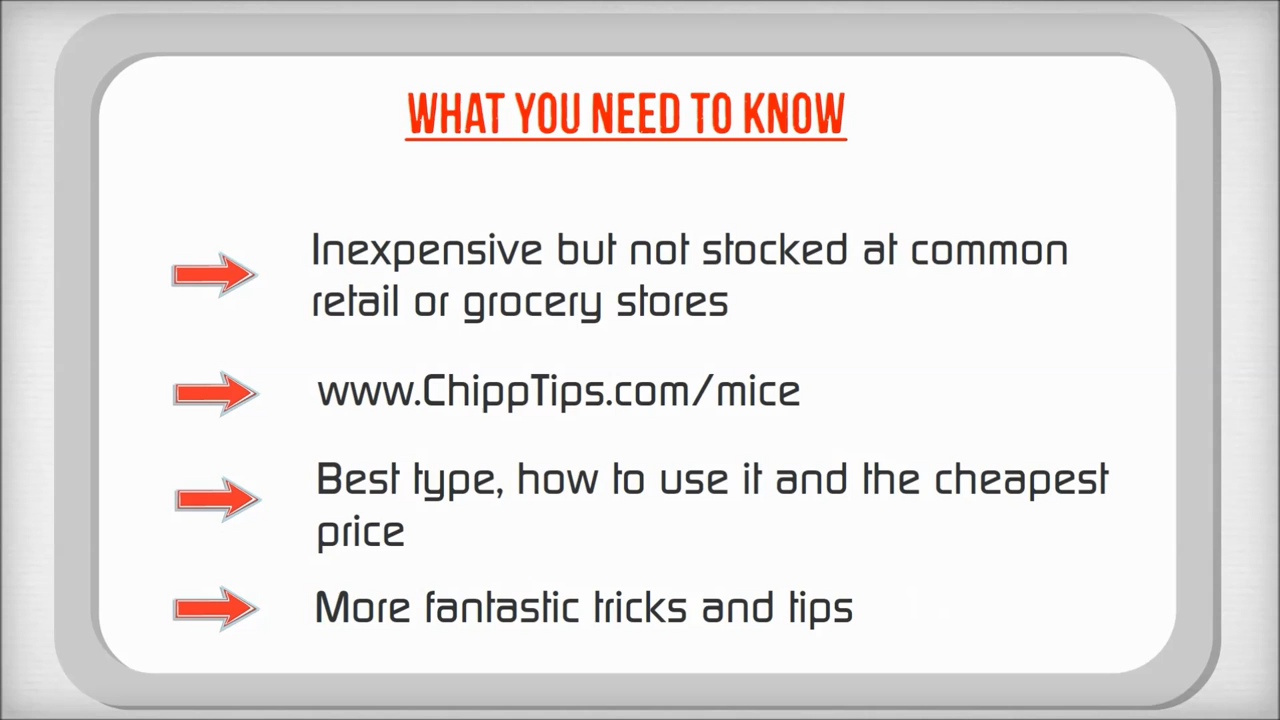 WHAT YOU NEED TO KNOW
Inexpensive but not stocked at common
retail or grocery stores
www.ChippTips.com/mice
Best type, how to use it and the cheapest
price
More fantastic tricks and tips